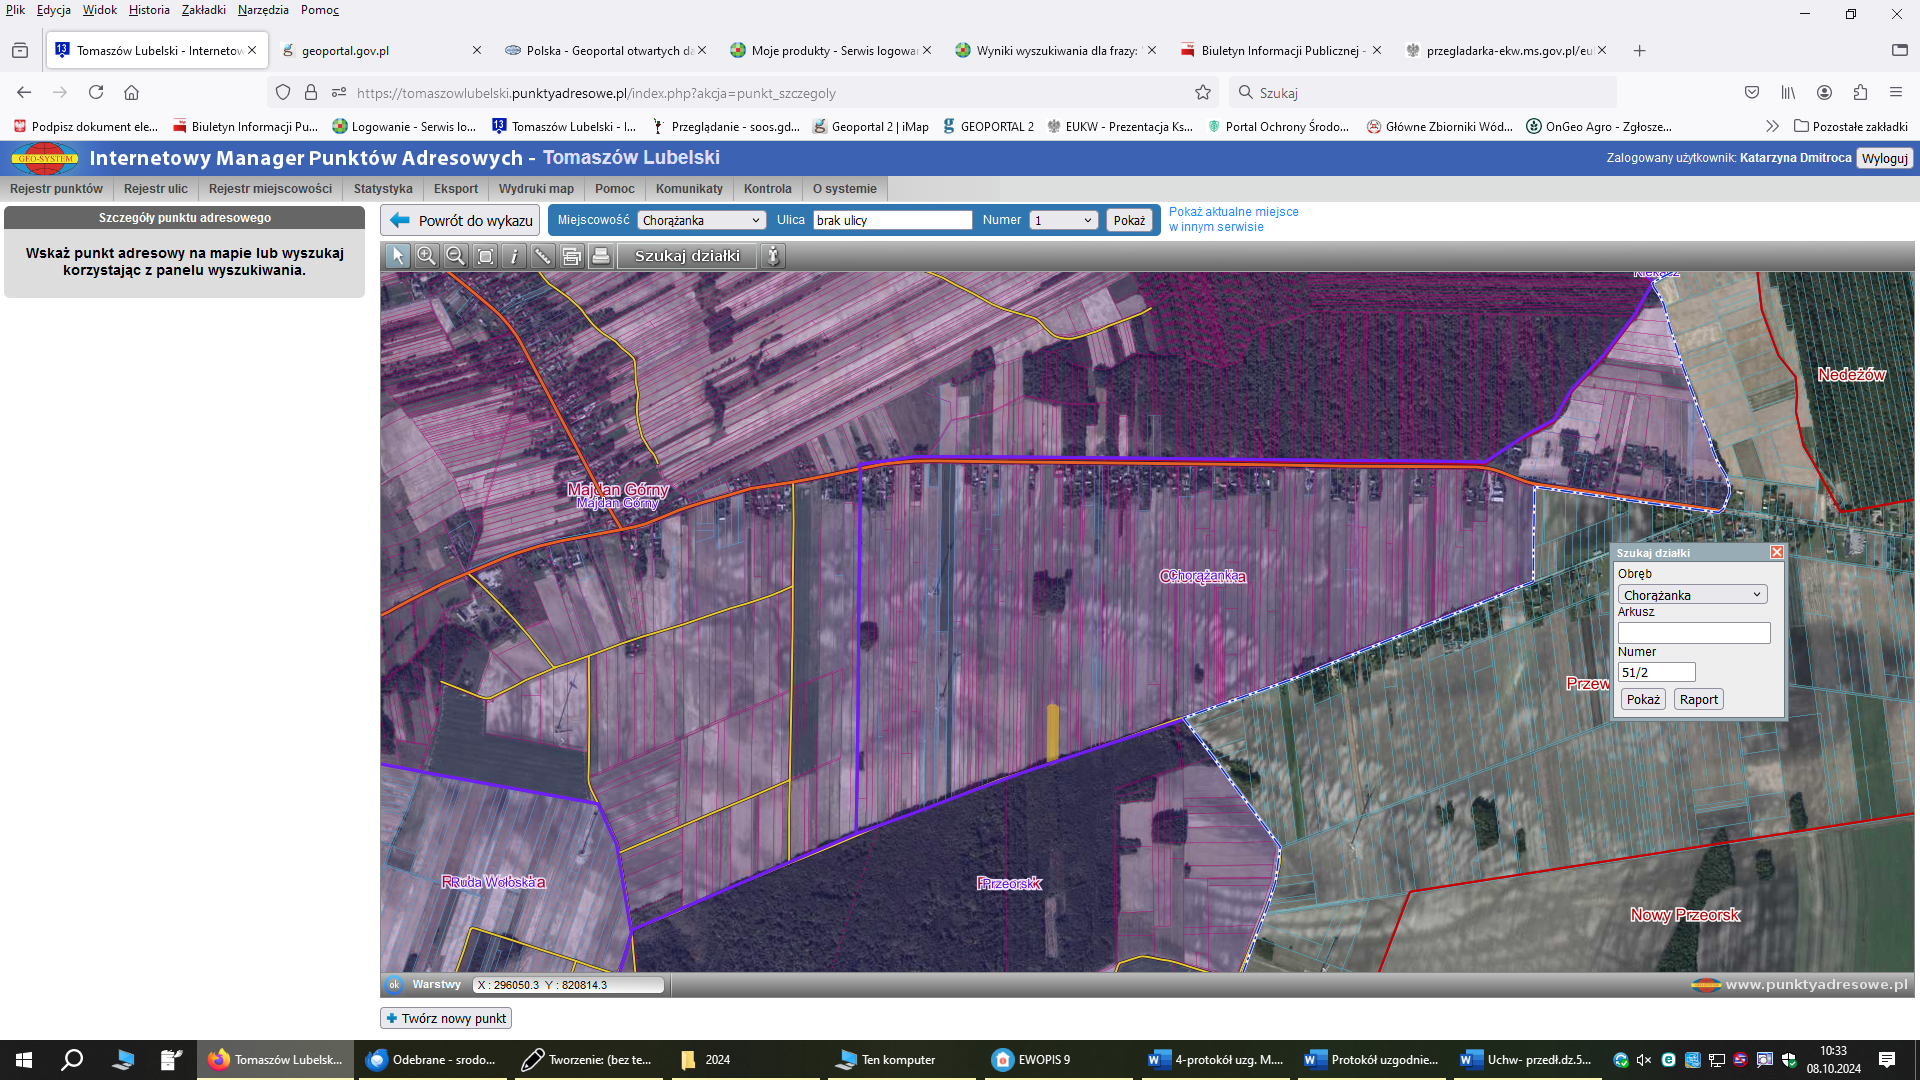 Plik Edycja Widok Historia Zakładki Narzędzia Pomoc
Tomaszów Lubelski - Internetow
geoportal.gov.pl
Polska - Geoportal otwartych da
Moje produkty - Serwis logowar
Wyniki wyszukiwania dla frazy: '
Biuletyn Informacji Publicznej -
przegladarka-ekw.ms.gov.pl/eu
https://tomaszowlubelski.punktyadresowe.pl/index.php?akcja=punkt_szczegoly
Szukaj
Podpisz dokument ele...
Biuletyn Informacji Pu...
Logowanie - Serwis lo...
Tomaszów Lubelski - I...
Przeglądanie - soos.gd...
Geoportal 2 | iMap
GEOPORTAL 2
EUKW - Prezentacja Ks...
Portal Ochrony Środo...
Główne Zbiorniki Wód...
OnGeo Agro - Zgłosze...
Pozostałe zakładki
GEO-SYSTEM
Internetowy Manager Punktów Adresowych - Tomaszów Lubelski
Zalogowany użytkownik: Katarzyna Dmitroca
Wyloguj
Rejestr punktów Rejestr ulic Rejestr miejscowości Statystyka Eksport Wydruki map Pomoc Komunikaty Kontrola O systemie
Szczegóły punktu adresowego
Wskaż punkt adresowy na mapie lub wyszukaj
korzystając z panelu wyszukiwania.
Powrót do wykazu
Miejscowość Chorążanka Ulica brak ulicy Numer 1 Pokaż
Pokaż aktualne miejsce
w innym serwisie
Szukaj działki
Nedeżów
Majdan Górny
Majdan Górny
Chorążanka
Szukaj działki
Obręb
Chorążanka
Arkusz
Numer
51/2
Pokaż Raport
Przew
Ruda Wołoska
Przeorsk
Nowy Przeorsk
ok Warstwy X : 296050.3 Y : 820814.3
www.punktyadresowe.pl
Twórz nowy punkt
Tomaszów Lubelsk...
Odebrane - srodo...
Tworzenie: (bez te...
2024
Ten komputer
EWOPIS 9
4-protokół uzg. M....
Protokół uzgodnie...
Uchw- przedł.dz.5...
10:33
08.10.2024